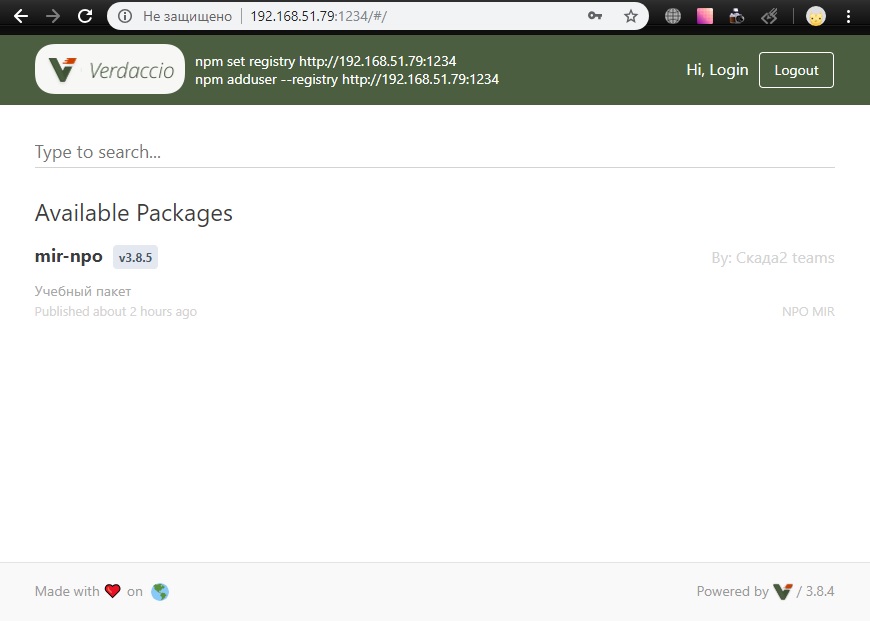 Не защищено 192.168.51.79:1234/#/
Verdaccio
npm set registry http://192.168.51.79:1234
npm adduser --registry http://192.168.51.79:1234
Hi, Login
Logout
Type to search...
Available Packages
mir-npo v3.8.5
By: Скада2 teams
Учебный пакет
Published about 2 hours ago
NPO MIR
Made with on
Powered by / 3.8.4